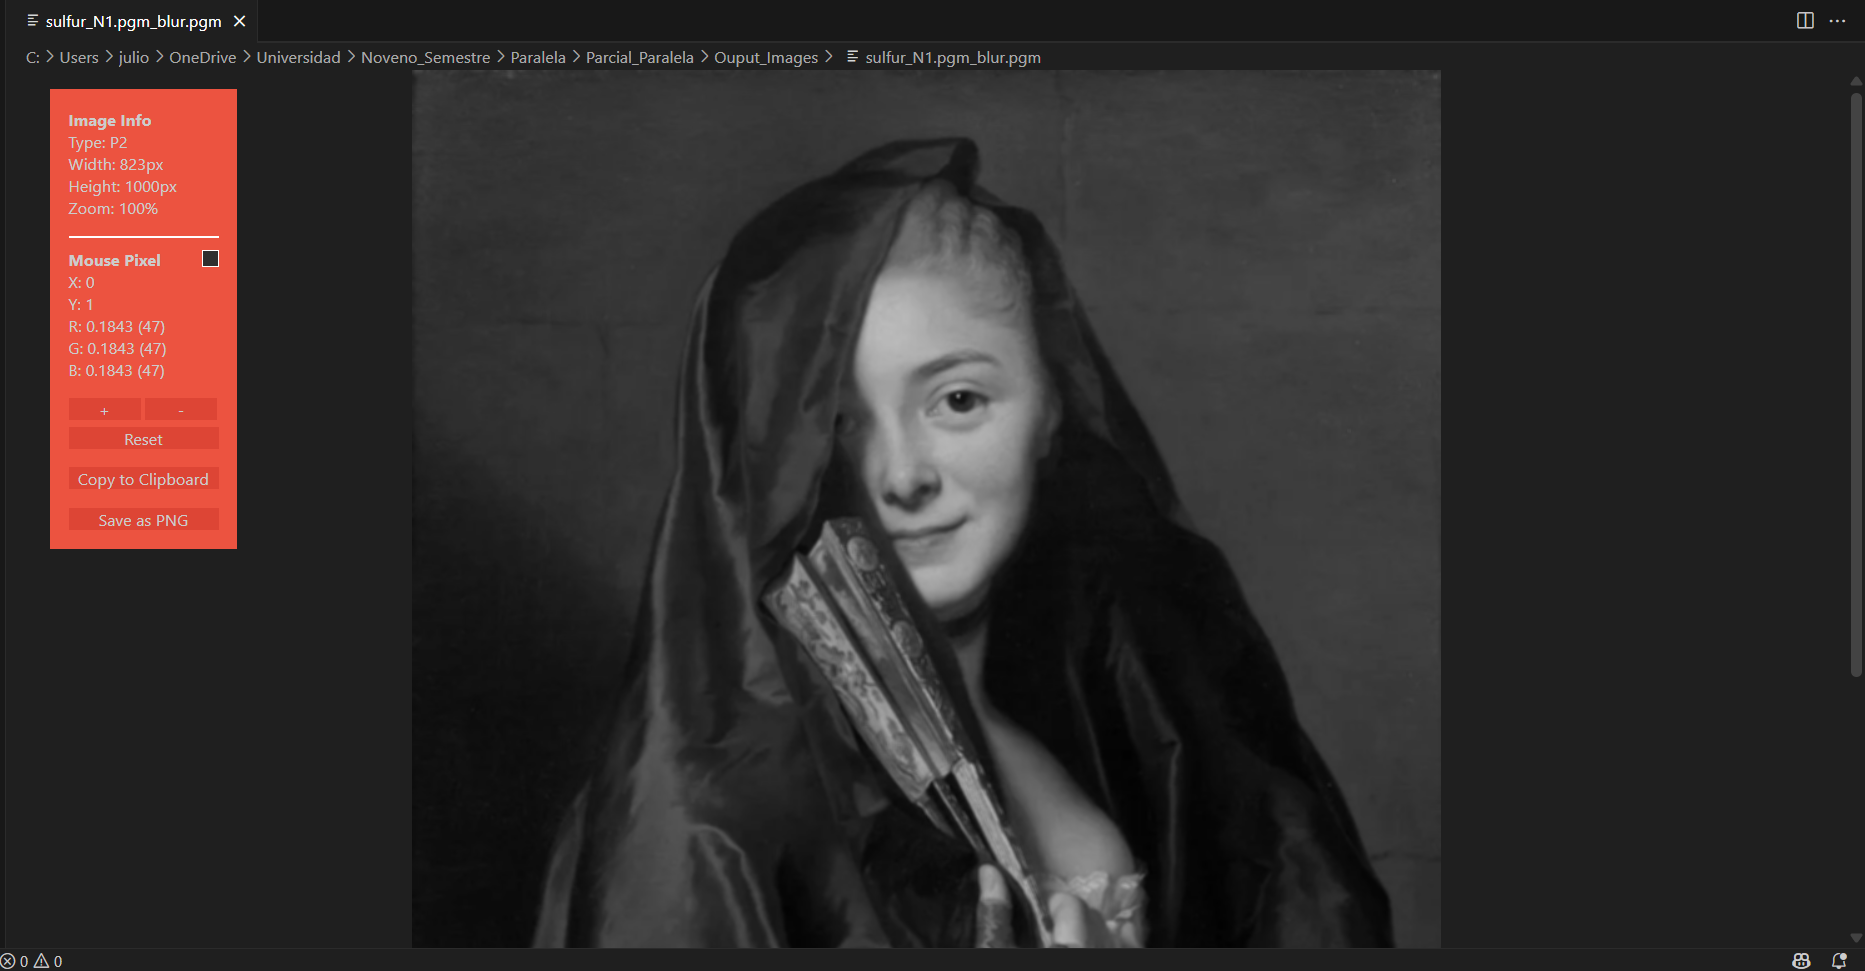 sulfur_N1.pgm_blur.pgm
C: > Users > julio > OneDrive > Universidad > Noveno_Semestre > Paralela > Parcial_Paralela > Ouput_Images > sulfur_N1.pgm_blur.pgm
Image Info
Type: P2
Width: 823px
Height: 1000px
Zoom: 100%
Mouse Pixel
X: 0
Y: 1
R: 0.1843 (47)
G: 0.1843 (47)
B: 0.1843 (47)
+ -
Reset
Copy to Clipboard
Save as PNG
0 0